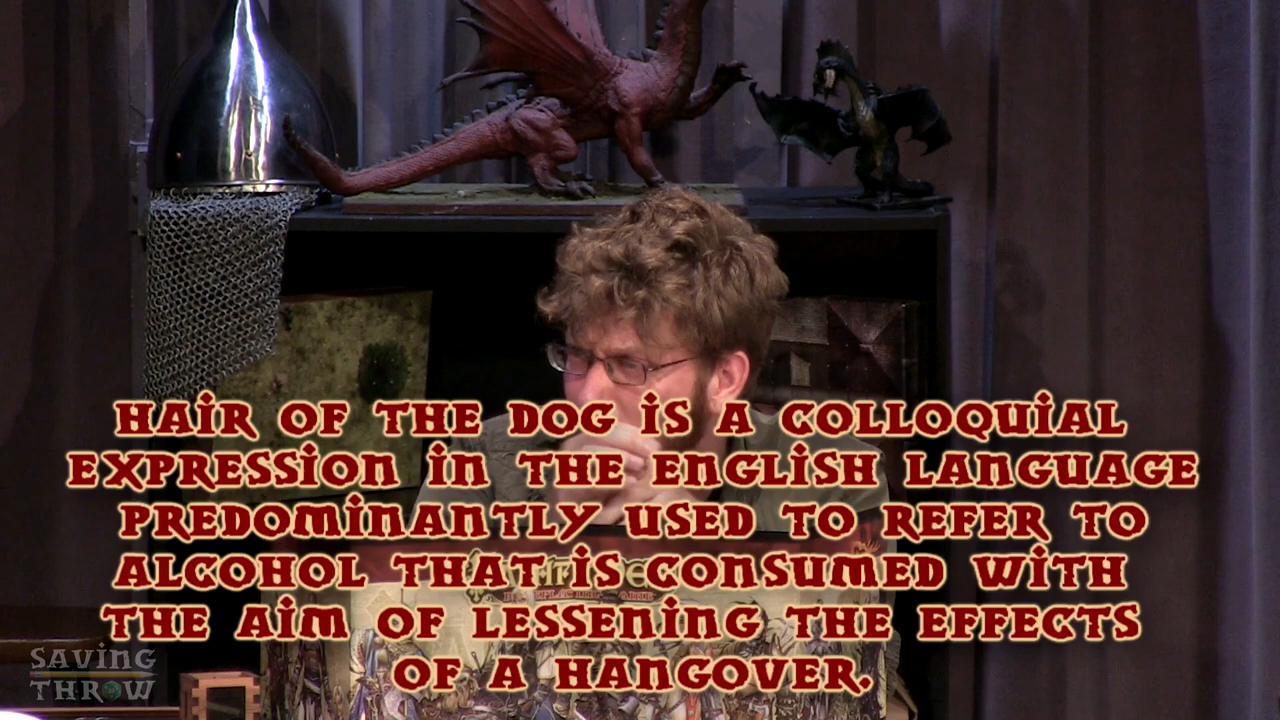 HAIR OF THE DOG IS A COLLOQUIAL
EXPRESSION IN THE ENGLISH LANGUAGE
PREDOMINANTLY USED TO REFER TO
ALCOHOL THAT IS CONSUMED WITH
THE AIM OF LESSENING THE EFFECTS
OF A HANGOVER.
SAVING
THROW